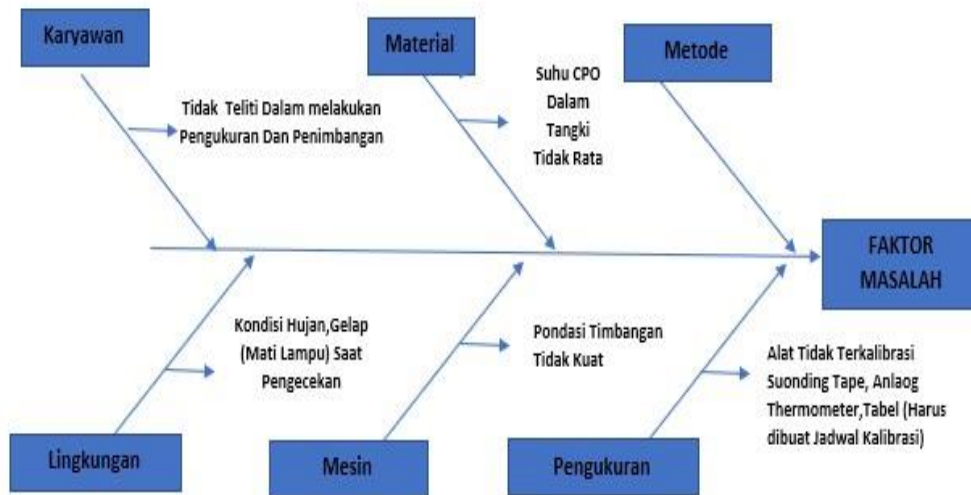 Karyawan
Material
Metode
Tidak Teliti Dalam melakukan
Pengukuran Dan Penimbangan
Suhu CPO
Dalam
Tangki
Tidak Rata
FAKTOR
MASALAH
Kondisi Hujan,Gelap
(Mati Lampu) Saat
Pengecekan
Pondasi Timbangan
Tidak Kuat
Alat Tidak Terkalibrasi
Suonding Tape, Anlaog
Thermometer,Tabel (Harus
dibuat Jadwal Kalibrasi)
Lingkungan
Mesin
Pengukuran